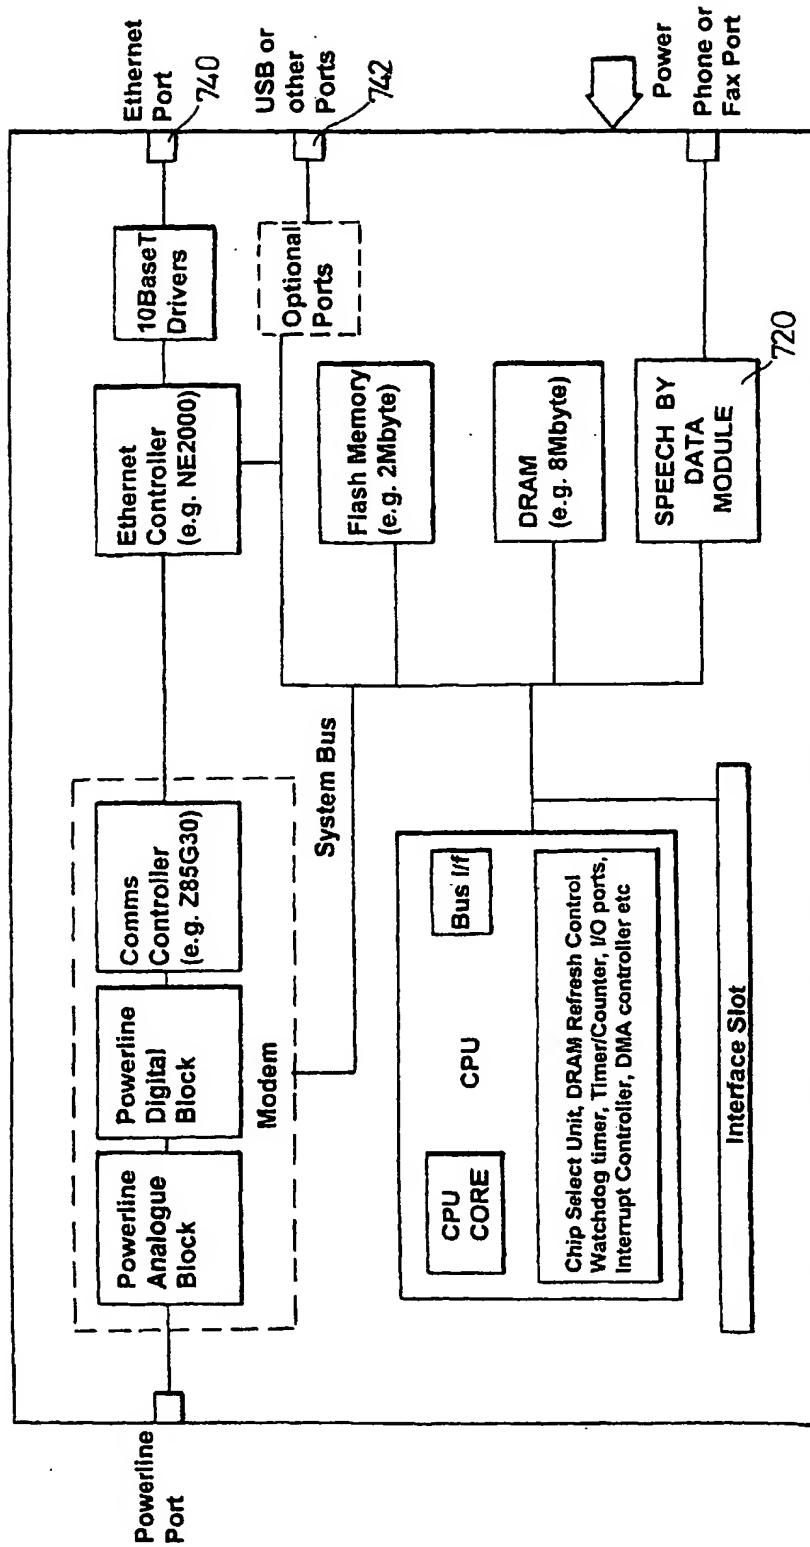 Powerline
Port
Powerline
Analogue
Block
Powerline
Digital
Block
Comms
Controller
(e.g. Z85G30)
Modem
Ethernet
Controller
(e.g. NE2000)
10BaseT
Drivers
Ethernet
Port
740
System Bus
Optional
Ports
USB or
other
Ports
742
Flash Memory
(e.g. 2Mbyte)
DRAM
(e.g. 8Mbyte)
SPEECH BY
DATA
MODULE
720
Power
Phone or
Fax Port
CPU
CORE
CPU
Bus I/f
Chip Select Unit, DRAM Refresh Control
Watchdog timer, Timer/Counter, I/O ports,
Interrupt Controller, DMA controller etc
Interface Slot